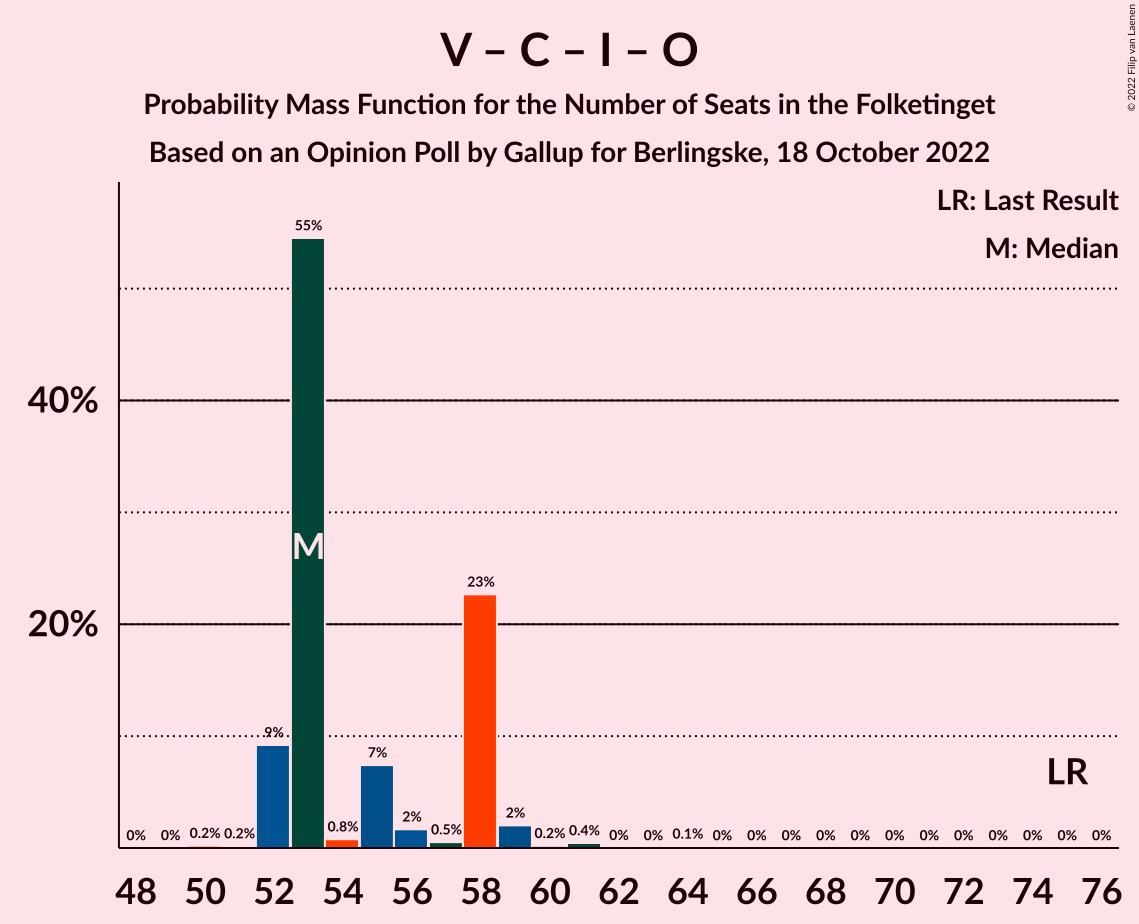 V – C – I – O
Probability Mass Function for the Number of Seats in the Folketinget
Based on an Opinion Poll by Gallup for Berlingske, 18 October 2022
© 2022 Filip van Laenen
LR: Last Result
M: Median
55%
40%
M
23%
20%
9%
7%
LR
2%
2%
0% 0% 0.2% 0.2% 0.8% 0.5% 0.2% 0.4% 0% 0% 0.1% 0% 0% 0% 0% 0% 0% 0% 0% 0% 0% 0% 0%
48 50 52 54 56 58 60 62 64 66 68 70 72 74 76